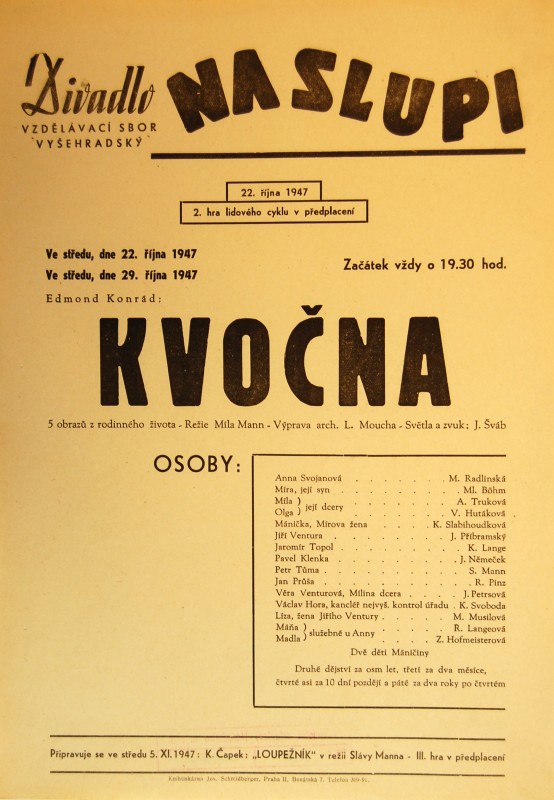 Divadlo
NA SLUPI
VZDĚLÁVACÍ SBOR
VYŠEHRADSKÝ
22. října 1947
2. hra lidového cyklu v předplacení
Ve středu, dne 22. října 1947
Ve středu, dne 29. října 1947
Začátek vždy o 19.30 hod.
Edmond Konrád:
KVOČNA
5 obrazů z rodinného života - Režie Míla Mann - Výprava arch. L. Moucha - Světla a zvuk; J. Šváb
OSOBY:
Anna Svojanová . . . . . . . M. Radlinská
Míra, její syn . . . . . . . Ml. Böhm
Míla } její dcery . . . . . . . A. Truková
Olga } V. Hutáková
Mánička, Mírova žena . . . . K. Slabihoudková
Jiří Ventura . . . . . . . J. Příbramský
Jaromír Topol . . . . . . . K. Lange
Pavel Klenka . . . . . . . J. Němeček
Petr Tůma . . . . . . . S. Mann
Jan Průša . . . . . . . R. Pinz
Věra Venturová, Mílina dcera . . . . J. Petrsová
Václav Hora, kancléř nejvyš. kontrol úřadu . K. Svoboda
Líza, žena Jiřího Ventury . . . . M. Musilová
Máňa } služebné u Anny . . . . R. Langeová
Madla } Z. Hofmeisterová
Dvě děti Máničiny
Druhé dějství za osm let, třetí za dva měsíce,
čtvrté asi za 10 dní později a páté za dva roky po čtvrtém
Připravuje se ve středu 5. XI. 1947: K. Čapek: „LOUPEŽNÍK" v režii Slávy Manna - III. hra v předplacení
Knihtiskárna Jos. Schmidberger, Praha II.